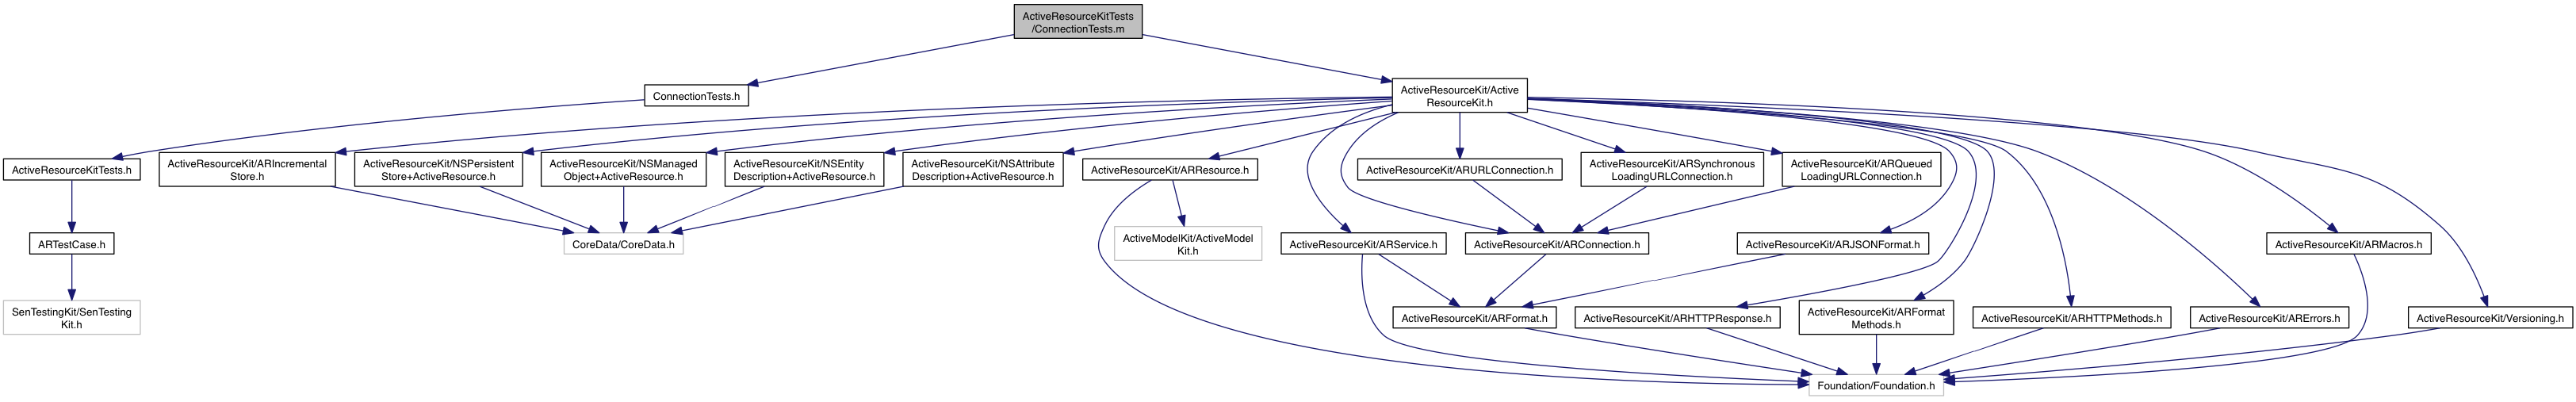 ActiveResourceKitTests
/ConnectionTests.m
ConnectionTests.h
ActiveResourceKit/Active
ResourceKit.h
ActiveResourceKitTests.h
ActiveResourceKit/ARIncremental
Store.h
ActiveResourceKit/NSPersistent
Store+ActiveResource.h
ActiveResourceKit/NSManaged
Object+ActiveResource.h
ActiveResourceKit/NSEntity
Description+ActiveResource.h
ActiveResourceKit/NSAttribute
Description+ActiveResource.h
ActiveResourceKit/ARResource.h
ActiveResourceKit/ARURLConnection.h
ActiveResourceKit/ARSynchronous
LoadingURLConnection.h
ActiveResourceKit/ARQueued
LoadingURLConnection.h
ARTestCase.h
CoreData/CoreData.h
ActiveModelKit/ActiveModel
Kit.h
ActiveResourceKit/ARService.h
ActiveResourceKit/ARConnection.h
ActiveResourceKit/ARJSONFormat.h
ActiveResourceKit/ARMacros.h
SenTestingKit/SenTesting
Kit.h
ActiveResourceKit/ARFormat.h
ActiveResourceKit/ARHTTPResponse.h
ActiveResourceKit/ARFormat
Methods.h
ActiveResourceKit/ARHTTPMethods.h
ActiveResourceKit/ARErrors.h
ActiveResourceKit/Versioning.h
Foundation/Foundation.h